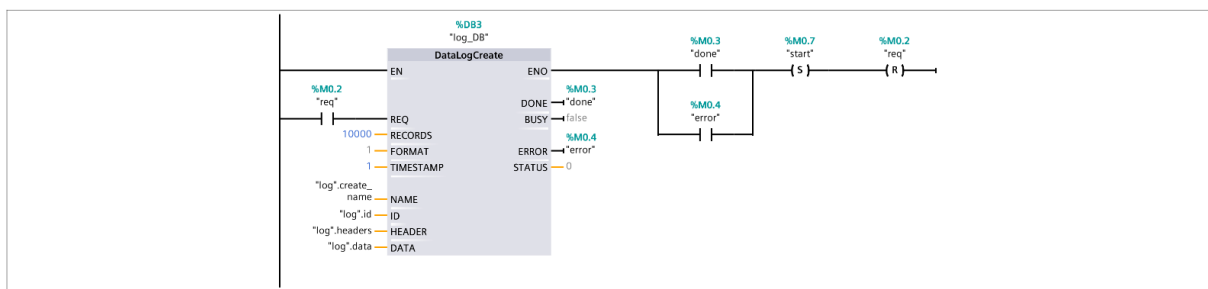 %DB3
"log_DB"
DataLogCreate
EN
ENO
%M0.2
"req"
REQ
10000
RECORDS
1
FORMAT
1
TIMESTAMP
"log".create_
name
NAME
"log".id
ID
"log".headers
HEADER
"log".data
DATA
%M0.3
DONE
"done"
BUSY
false
%M0.4
ERROR
"error"
STATUS
0
%M0.3
"done"
%M0.4
"error"
%M0.7
"start"
S
%M0.2
"req"
R